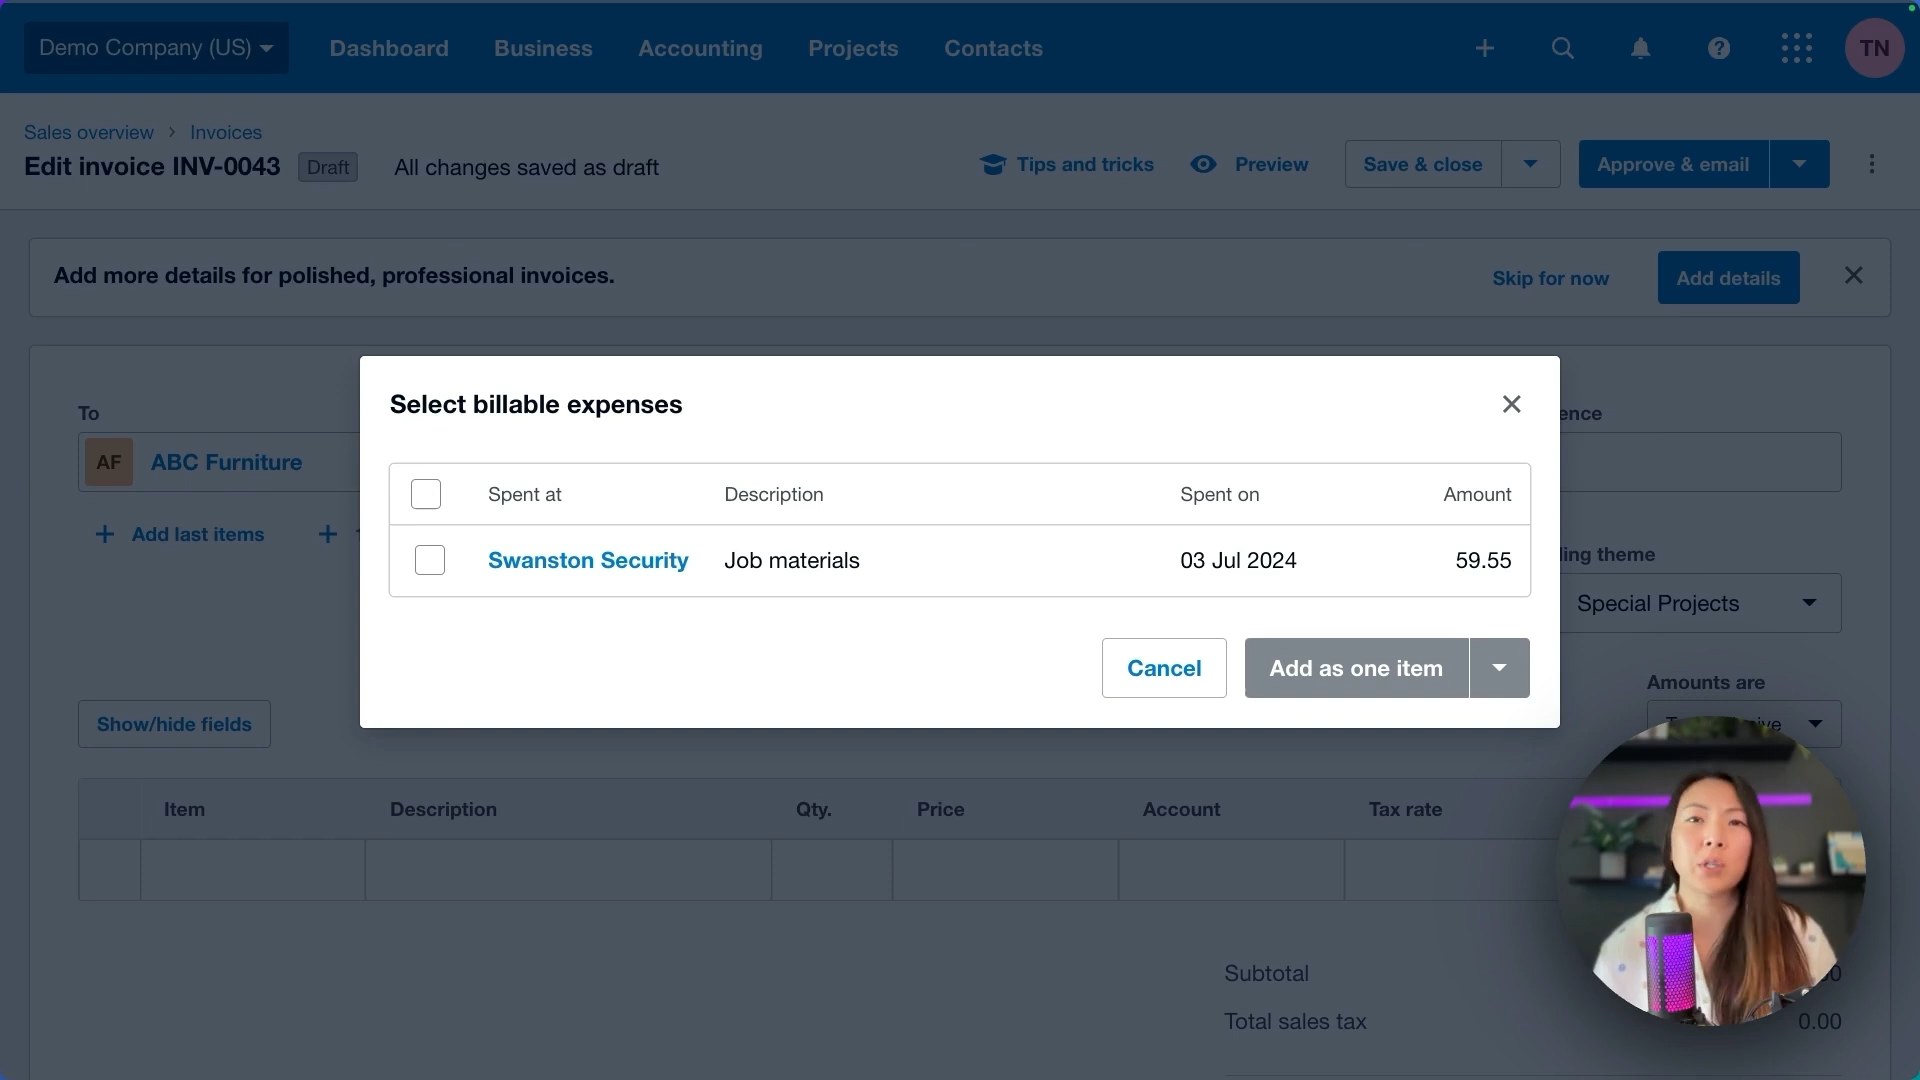 Demo Company (US)
Dashboard
Business
Accounting
Projects
Contacts
TN
Sales overview
Invoices
Edit invoice INV-0043
Draft
All changes saved as draft
Tips and tricks
Preview
Save & close
Approve & email
Add more details for polished, professional invoices.
Skip for now
Add details
To
AF
ABC Furniture
Add last items
Select billable expenses
Spent at
Description
Spent on
Amount
Swanston Security
Job materials
03 Jul 2024
59.55
Cancel
Add as one item
Special Projects
Amounts are
Show/hide fields
Item
Description
Qty.
Price
Account
Tax rate
Subtotal
Total sales tax
0.00